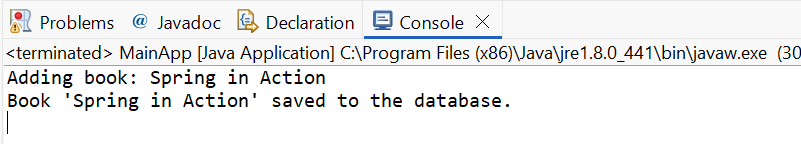 Problems @ Javadoc Declaration Console
<terminated> MainApp [Java Application] C:\Program Files (x86)\Java\jre1.8.0_441\bin\javaw.exe (30
Adding book: Spring in Action
Book 'Spring in Action' saved to the database.